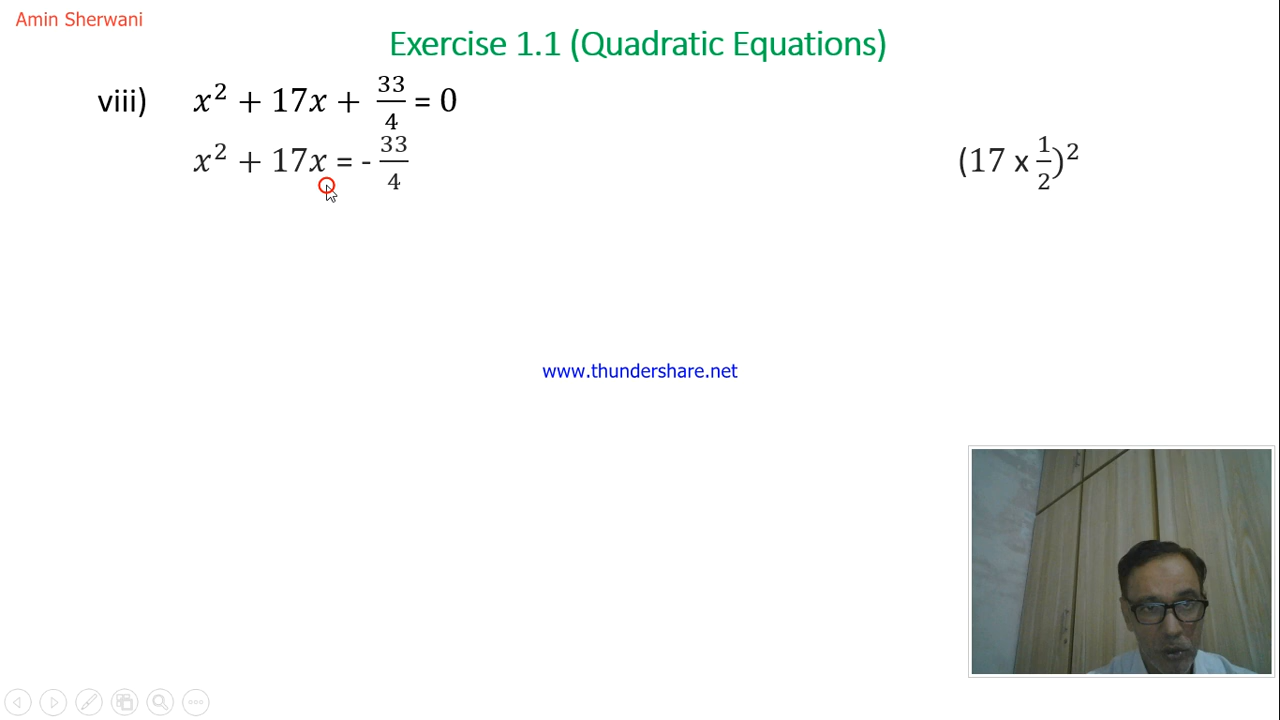 Amin Sherwani
Exercise 1.1 (Quadratic Equations)
viii) x² + 17x + 33/4 = 0
x² + 17x = - 33/4
(17 x 1/2)²
www.thundershare.net